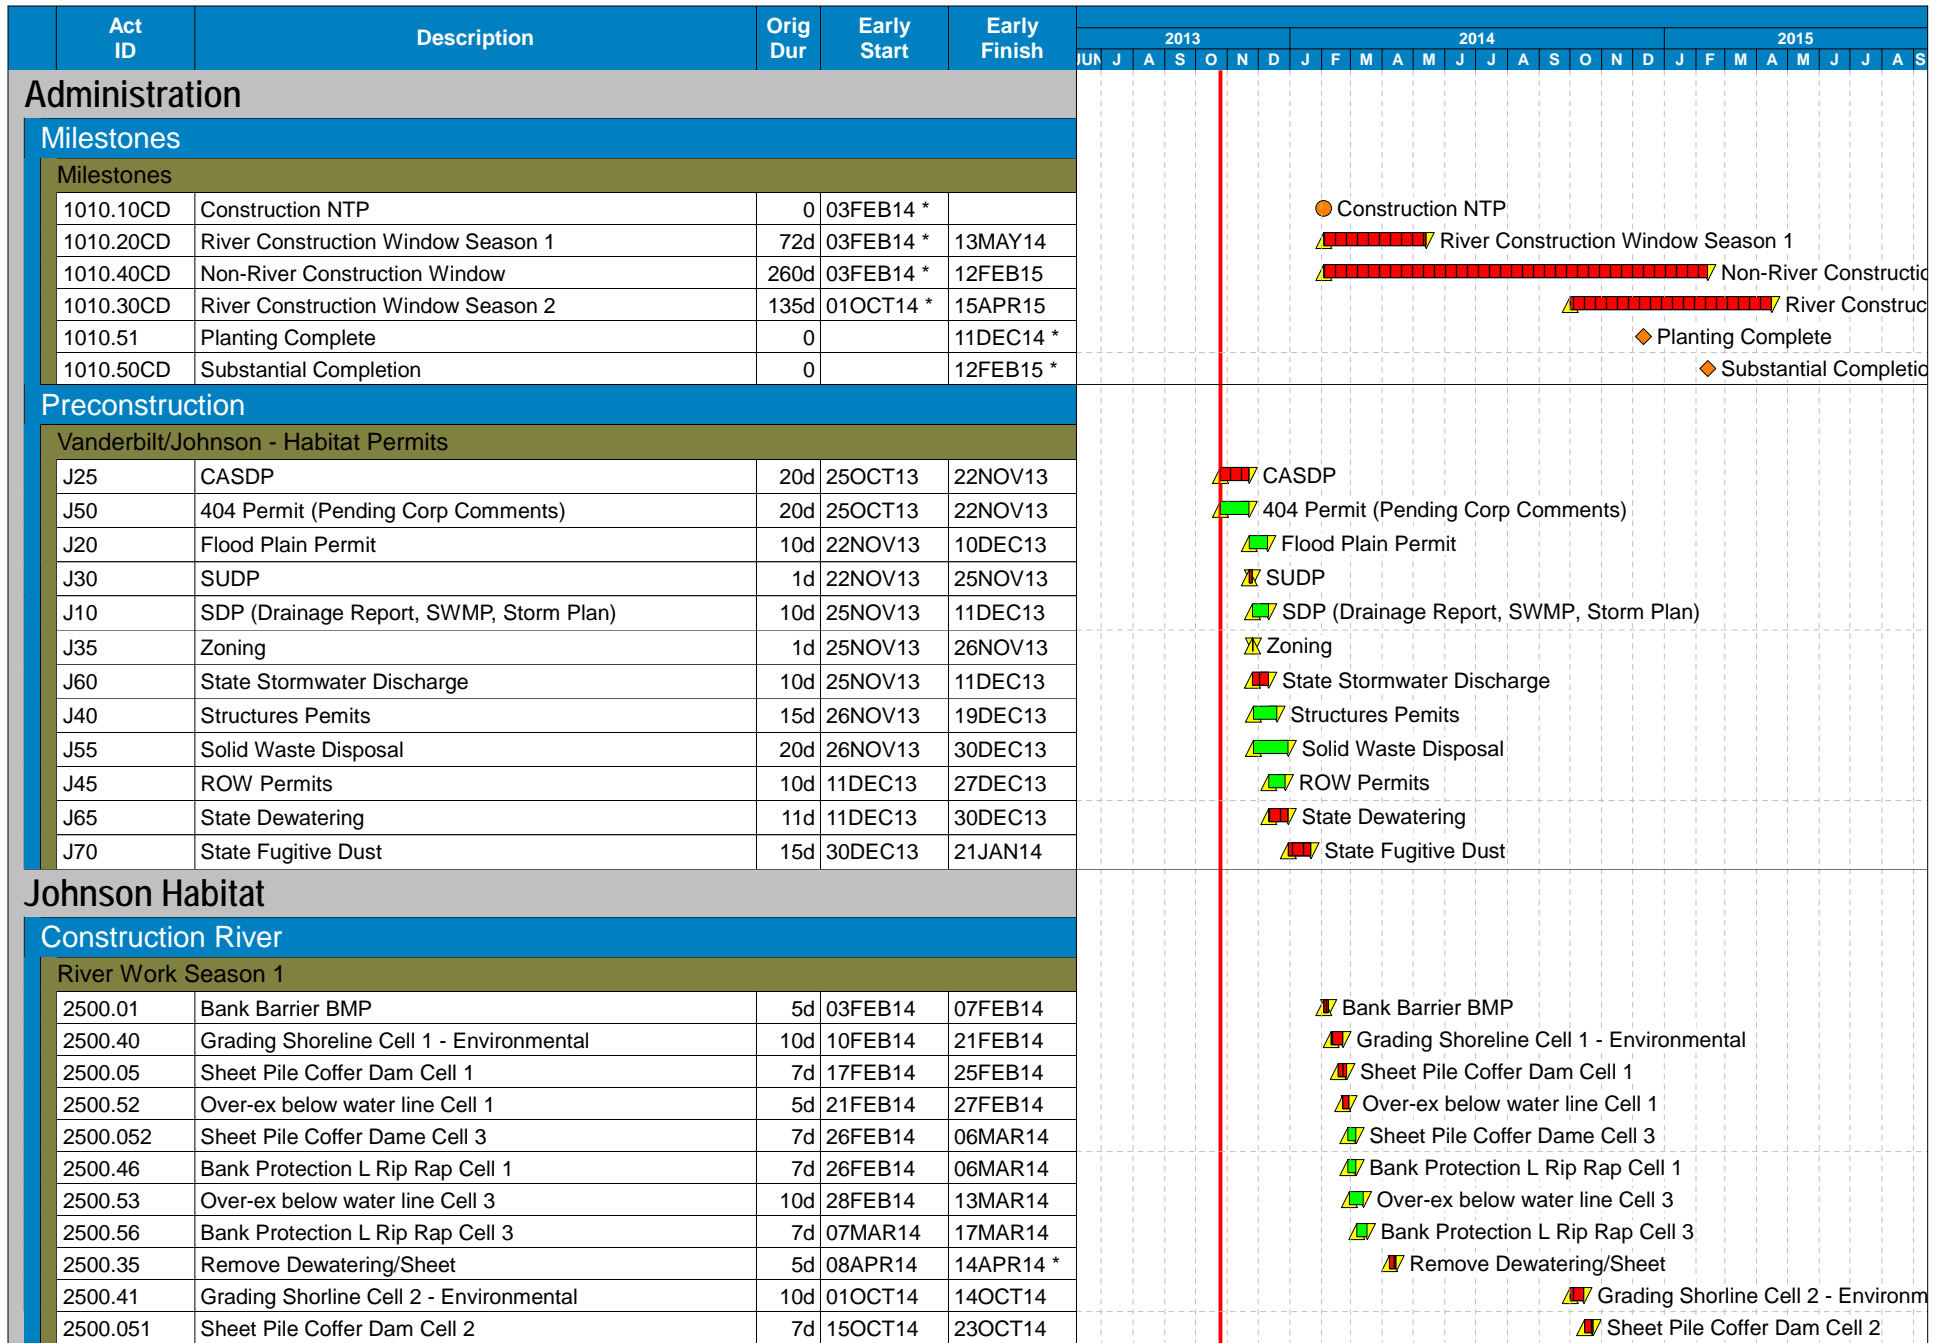 Act ID Description Orig Dur Early Start Early Finish
2013 2014 2015
JUN J A S O N D J F M A M J J A S O N D J F M A M J J A S
Administration
Milestones
Milestones
1010.10CD Construction NTP 0 03FEB14 * Construction NTP
1010.20CD River Construction Window Season 1 72d 03FEB14 * 13MAY14 River Construction Window Season 1
1010.40CD Non-River Construction Window 260d 03FEB14 * 12FEB15 Non-River Constructio
1010.30CD River Construction Window Season 2 135d 01OCT14 * 15APR15 River Construc
1010.51 Planting Complete 0 11DEC14 * Planting Complete
1010.50CD Substantial Completion 0 12FEB15 * Substantial Completio
Preconstruction
Vanderbilt/Johnson - Habitat Permits
J25 CASDP 20d 25OCT13 22NOV13 CASDP
J50 404 Permit (Pending Corp Comments) 20d 25OCT13 22NOV13 404 Permit (Pending Corp Comments)
J20 Flood Plain Permit 10d 22NOV13 10DEC13 Flood Plain Permit
J30 SUDP 1d 22NOV13 25NOV13 SUDP
J10 SDP (Drainage Report, SWMP, Storm Plan) 10d 25NOV13 11DEC13 SDP (Drainage Report, SWMP, Storm Plan)
J35 Zoning 1d 25NOV13 26NOV13 Zoning
J60 State Stormwater Discharge 10d 25NOV13 11DEC13 State Stormwater Discharge
J40 Structures Pemits 15d 26NOV13 19DEC13 Structures Pemits
J55 Solid Waste Disposal 20d 26NOV13 30DEC13 Solid Waste Disposal
J45 ROW Permits 10d 11DEC13 27DEC13 ROW Permits
J65 State Dewatering 11d 11DEC13 30DEC13 State Dewatering
J70 State Fugitive Dust 15d 30DEC13 21JAN14 State Fugitive Dust
Johnson Habitat
Construction River
River Work Season 1
2500.01 Bank Barrier BMP 5d 03FEB14 07FEB14 Bank Barrier BMP
2500.40 Grading Shoreline Cell 1 - Environmental 10d 10FEB14 21FEB14 Grading Shoreline Cell 1 - Environmental
2500.05 Sheet Pile Coffer Dam Cell 1 7d 17FEB14 25FEB14 Sheet Pile Coffer Dam Cell 1
2500.52 Over-ex below water line Cell 1 5d 21FEB14 27FEB14 Over-ex below water line Cell 1
2500.052 Sheet Pile Coffer Dame Cell 3 7d 26FEB14 06MAR14 Sheet Pile Coffer Dame Cell 3
2500.46 Bank Protection L Rip Rap Cell 1 7d 26FEB14 06MAR14 Bank Protection L Rip Rap Cell 1
2500.53 Over-ex below water line Cell 3 10d 28FEB14 13MAR14 Over-ex below water line Cell 3
2500.56 Bank Protection L Rip Rap Cell 3 7d 07MAR14 17MAR14 Bank Protection L Rip Rap Cell 3
2500.35 Remove Dewatering/Sheet 5d 08APR14 14APR14 * Remove Dewatering/Sheet
2500.41 Grading Shorline Cell 2 - Environmental 10d 01OCT14 14OCT14 Grading Shorline Cell 2 - Environm
2500.051 Sheet Pile Coffer Dam Cell 2 7d 15OCT14 23OCT14 Sheet Pile Coffer Dam Cell 2